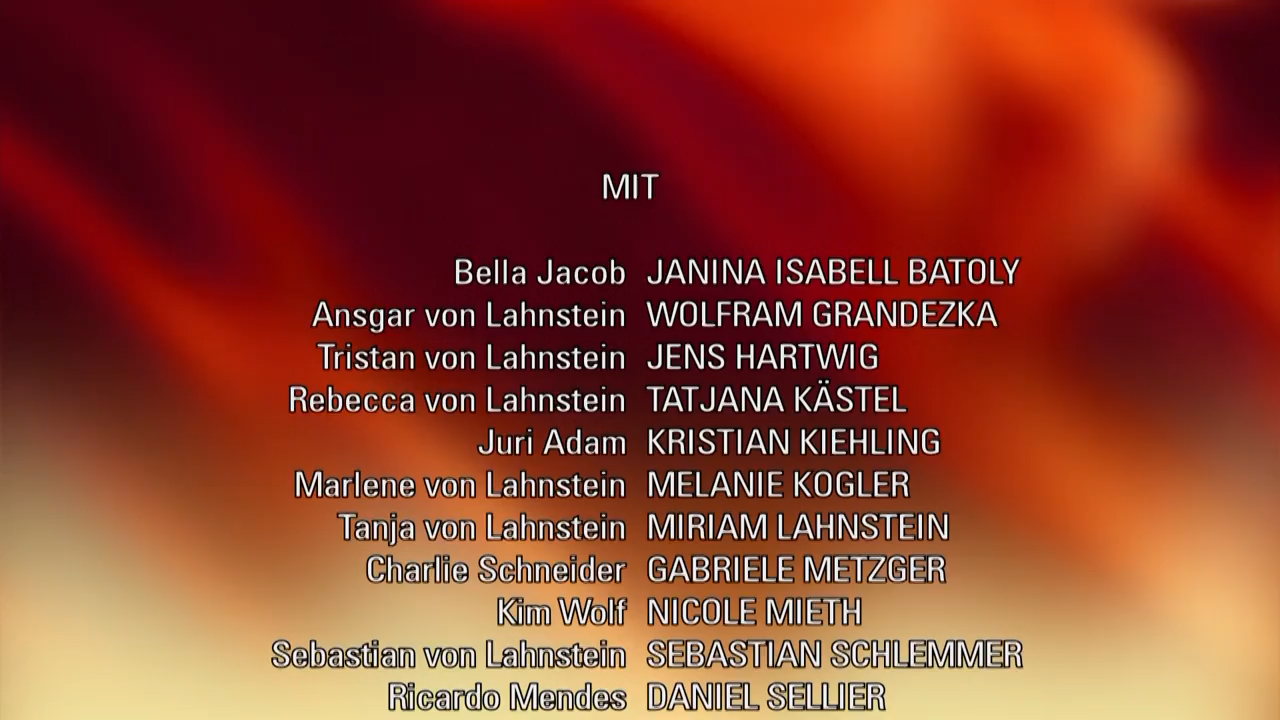 MIT
Bella Jacob JANINA ISABELL BATOLY
Ansgar von Lahnstein WOLFRAM GRANDEZKA
Tristan von Lahnstein JENS HARTWIG
Rebecca von Lahnstein TATJANA KÄSTEL
Juri Adam KRISTIAN KIEHLING
Marlene von Lahnstein MELANIE KOGLER
Tanja von Lahnstein MIRIAM LAHNSTEIN
Charlie Schneider GABRIELE METZGER
Kim Wolf NICOLE MIETH
Sebastian von Lahnstein SEBASTIAN SCHLEMMER
Ricardo Mendes DANIEL SELLIER